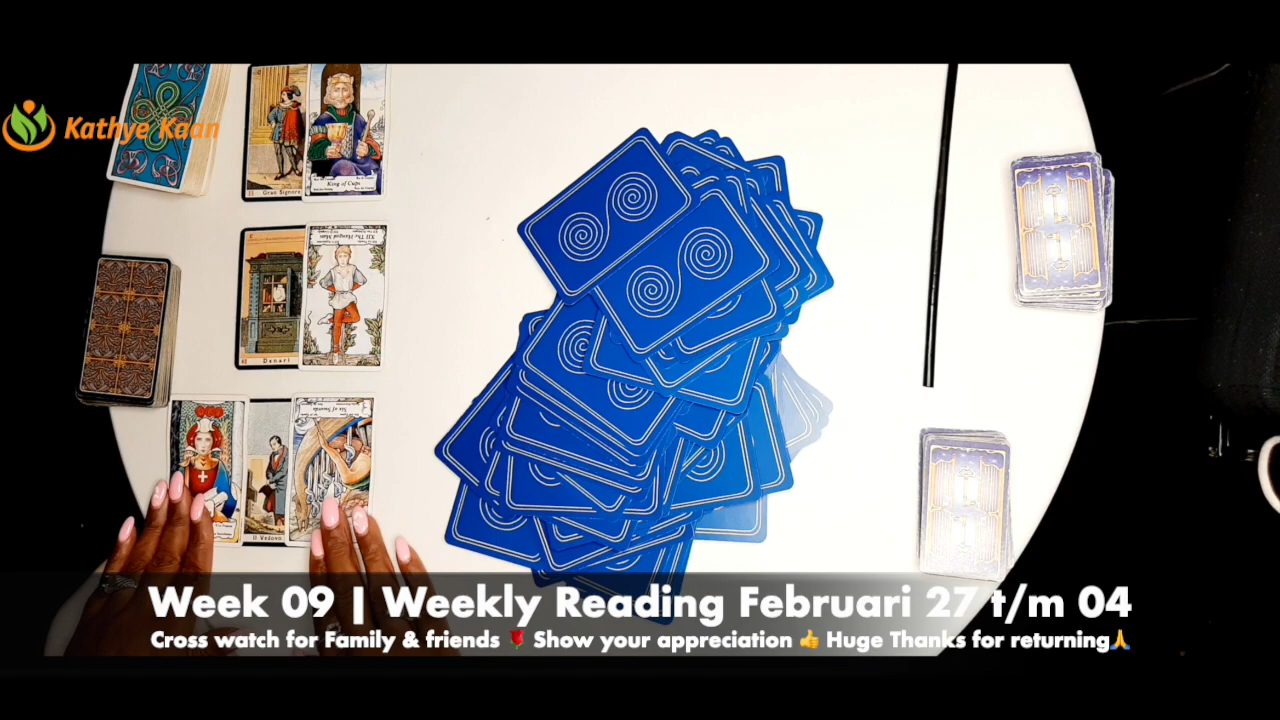 Kathye Kaan
Gran Signore
King of Cups
XII The Hanged Man
Denari
Six of Swords
Il Vedovo
Week 09 | Weekly Reading Februari 27 t/m 04
Cross watch for Family & friends 🌹 Show your appreciation 👍 Huge Thanks for returning🙏